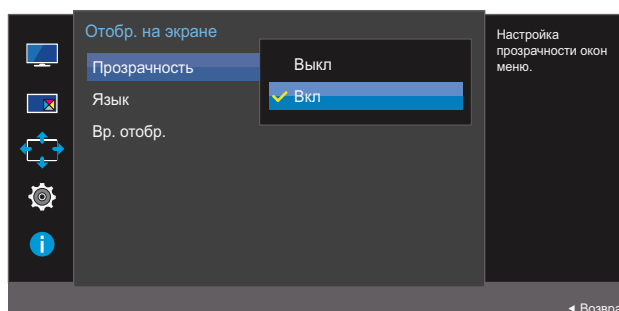 Отобр. на экране
Прозрачность
Язык
Вр. отобр.
Выкл
Вкл
Настройка
прозрачности окон
меню.